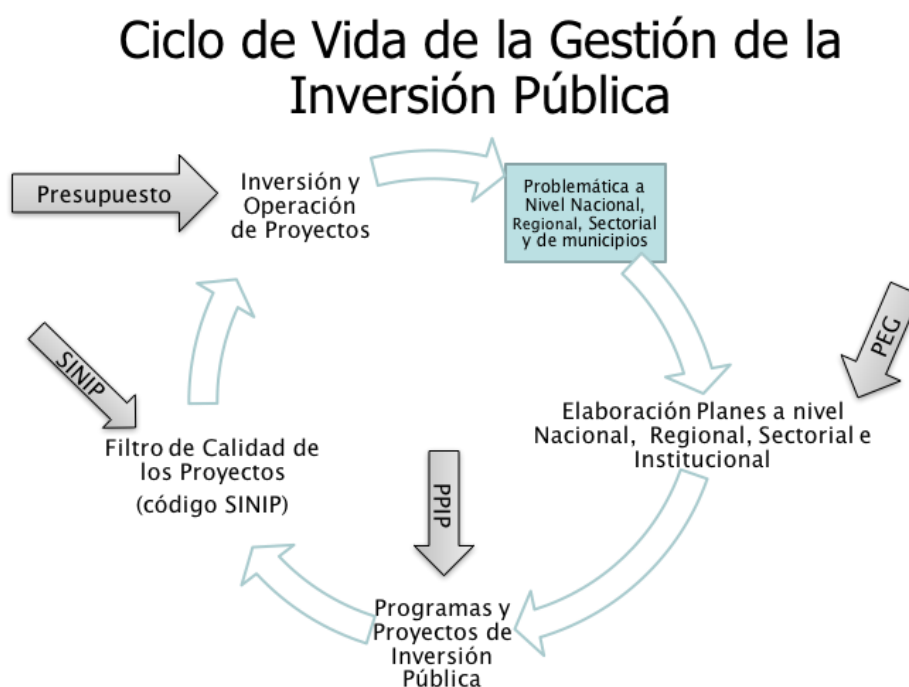 Ciclo de Vida de la Gestión de la
Inversión Pública
Presupuesto
Inversión y
Operación
de Proyectos
Problemática a
Nivel Nacional,
Regional, Sectorial
y de municipios
PEG
Elaboración Planes a nivel
Nacional, Regional, Sectorial e
Institucional
PPIP
Programas y
Proyectos de
Inversión
Pública
SINIP
Filtro de Calidad de
los Proyectos
(código SINIP)